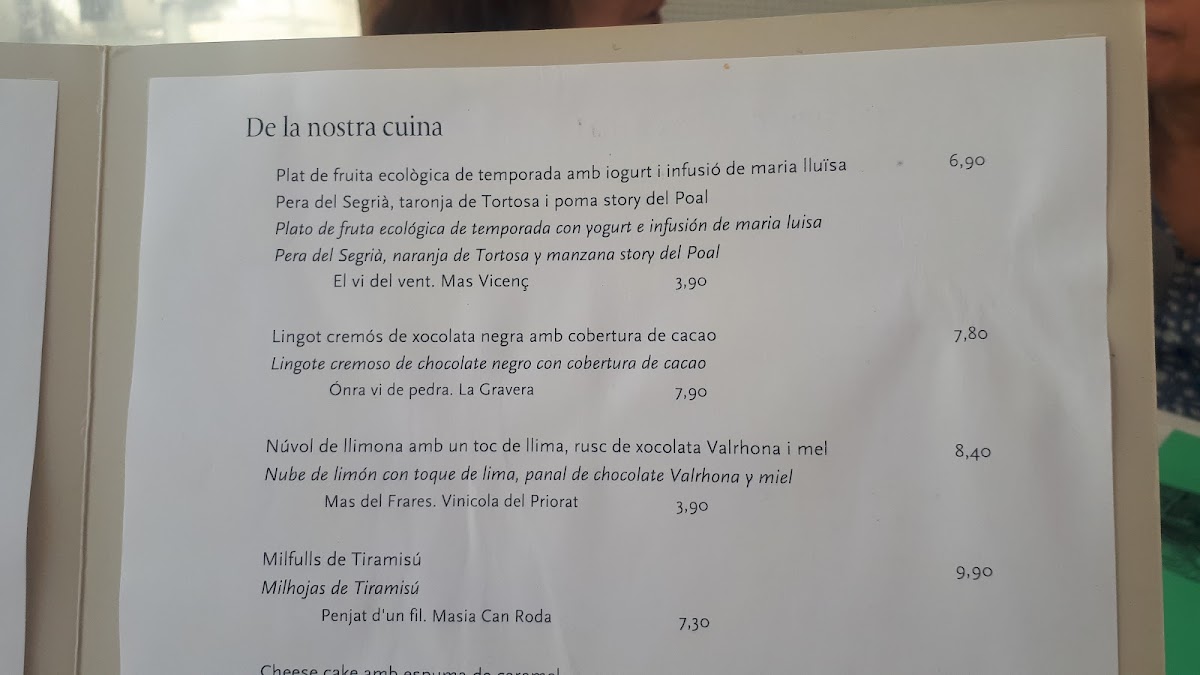 De la nostra cuina
Plat de fruita ecològica de temporada amb iogurt i infusió de maria lluïsa 6,90
Pera del Segrià, taronja de Tortosa i poma story del Poal
Plato de fruta ecológica de temporada con yogurt e infusión de maria luisa
Pera del Segrià, naranja de Tortosa y manzana story del Poal
El vi del vent. Mas Vicenç 3,90
Lingot cremós de xocolata negra amb cobertura de cacao 7,80
Lingote cremoso de chocolate negro con cobertura de cacao
Ónra vi de pedra. La Gravera 7,90
Núvol de llimona amb un toc de llima, rusc de xocolata Valrhona i mel 8,40
Nube de limón con toque de lima, panal de chocolate Valrhona y miel
Mas del Frares. Vinicola del Priorat 3,90
Milfulls de Tiramisú 9,90
Milhojas de Tiramisú
Penjat d'un fil. Masia Can Roda 7,30
Cheese cake amb espuma de caramel